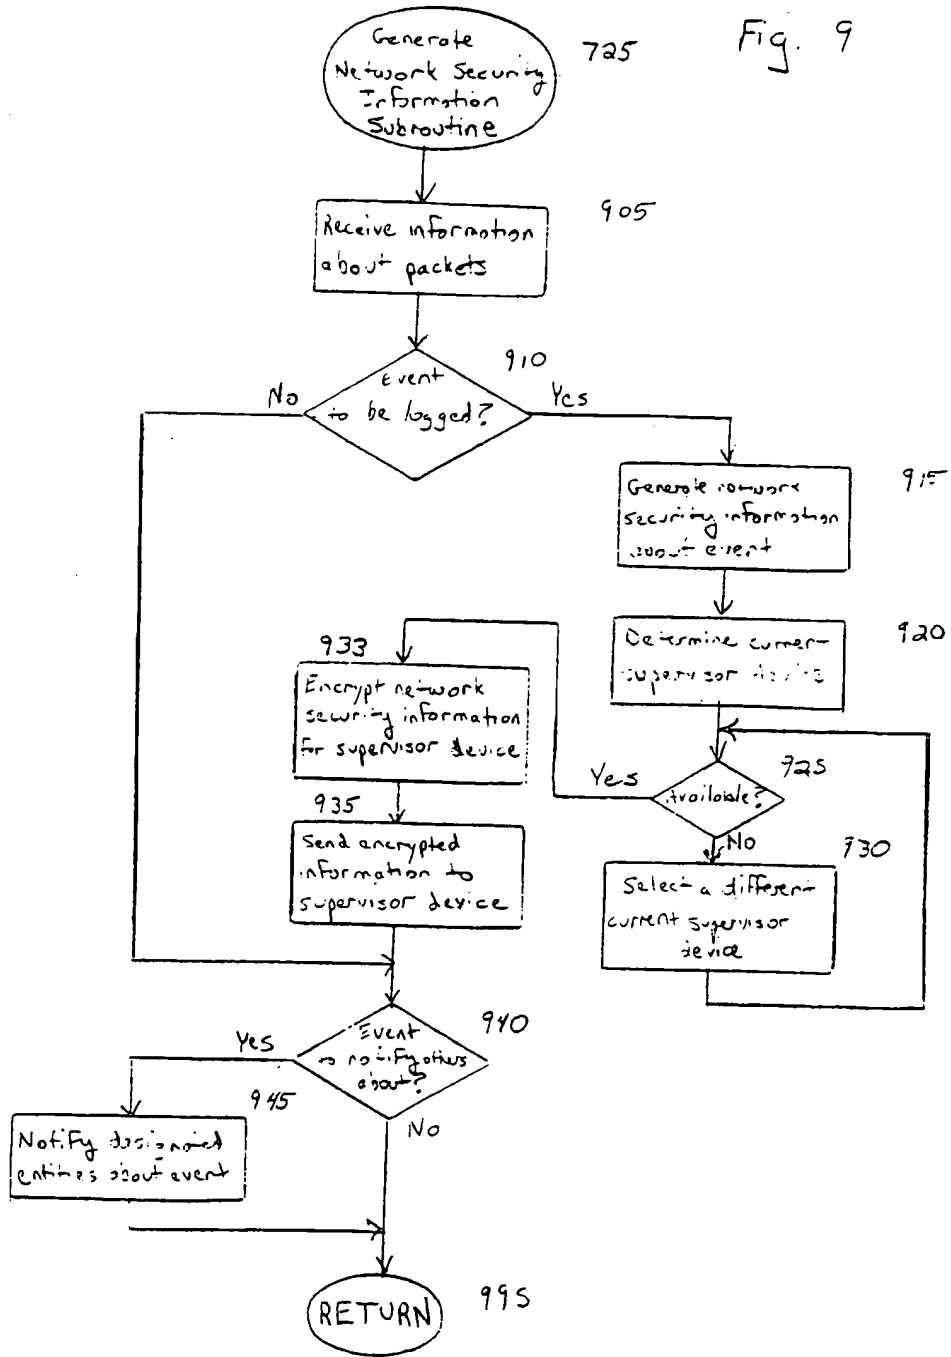 Fig. 9
Generate
Network Security
Information
Subroutine
725
905
Receive information
about packets
910
Event
to be logged?
No
Yes
915
Generate network
security information
about event
920
Determine current
supervisor device
933
Encrypt network
security information
for supervisor device
925
Available?
Yes
No
935
Send encrypted
information to
supervisor device
930
Select a different
current supervisor
device
940
Event
to notify others
about?
Yes
No
945
Notify designated
entities about event
RETURN
995